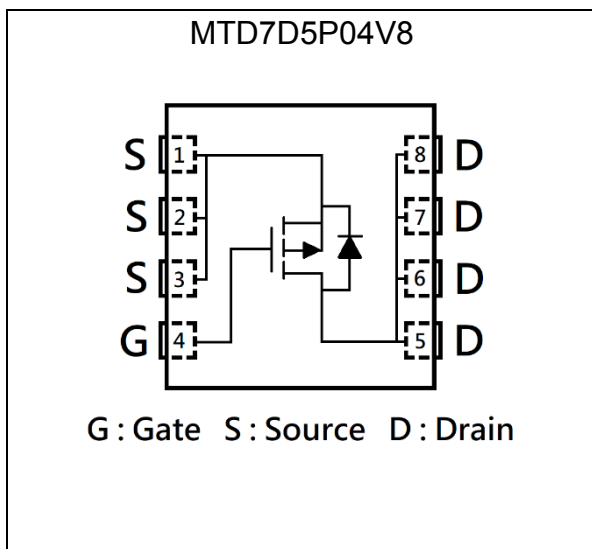 MTD7D5P04V8
S 1 8 D
S 2 7 D
S 3 6 D
G 4 5 D
G : Gate S : Source D : Drain